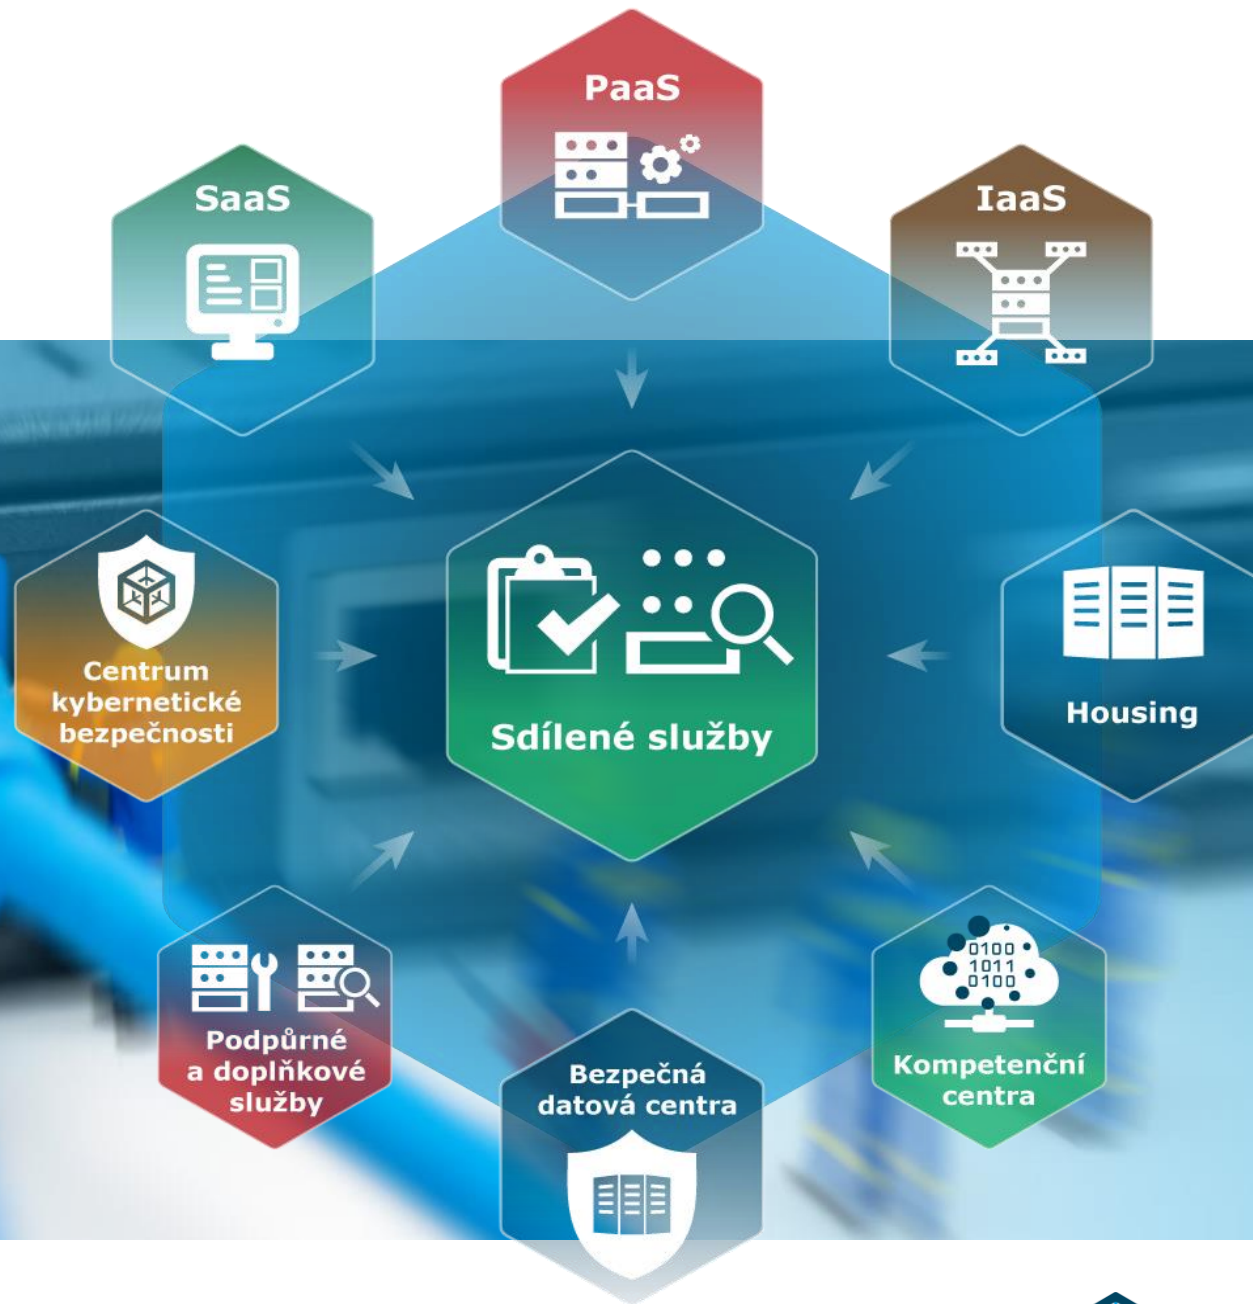 PaaS
SaaS
IaaS
Centrum
kybernetické
bezpečnosti
Sdílené služby
Housing
Podpůrné
a doplňkové
služby
Bezpečná
datová centra
Kompetenční
centra
0100
1011
0100